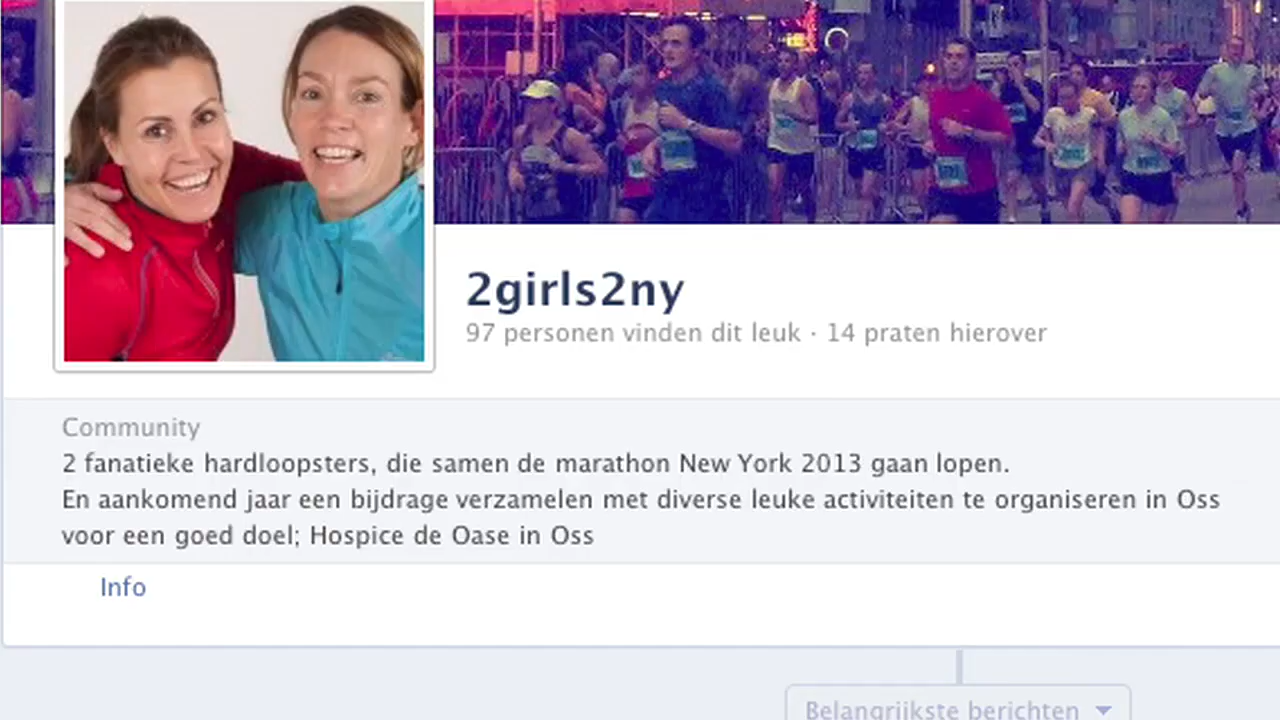 2girls2ny
97 personen vinden dit leuk · 14 praten hierover
Community
2 fanatieke hardloopsters, die samen de marathon New York 2013 gaan lopen.
En aankomend jaar een bijdrage verzamelen met diverse leuke activiteiten te organiseren in Oss
voor een goed doel; Hospice de Oase in Oss
Info
Belangrijkste berichten